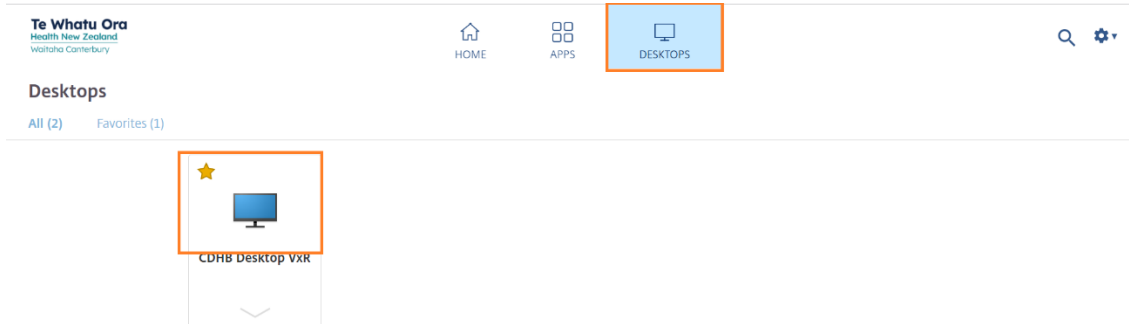 Te Whatu Ora
Health New Zealand
Waitaha Canterbury
HOME
APPS
DESKTOPS
Desktops
All (2) Favorites (1)
CDHB Desktop VxR